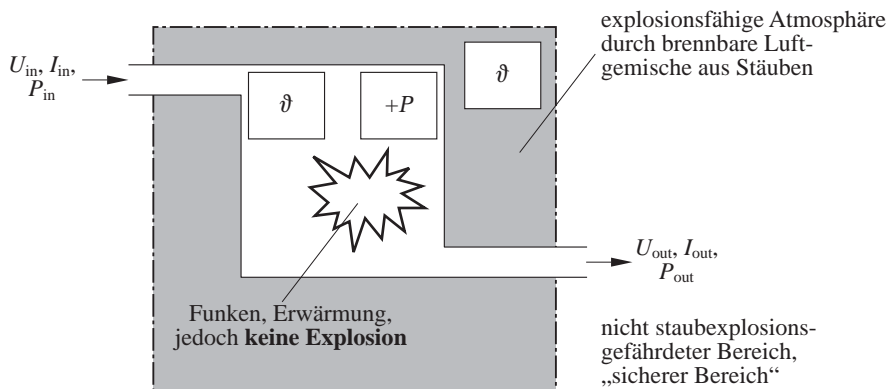 explosionsfähige Atmosphäre
durch brennbare Luft-
gemische aus Stäuben
U_in, I_in,
P_in
ϑ
+P
ϑ
U_out, I_out,
P_out
Funken, Erwärmung,
jedoch keine Explosion
nicht staubexplosions-
gefährdeter Bereich,
„sicherer Bereich“